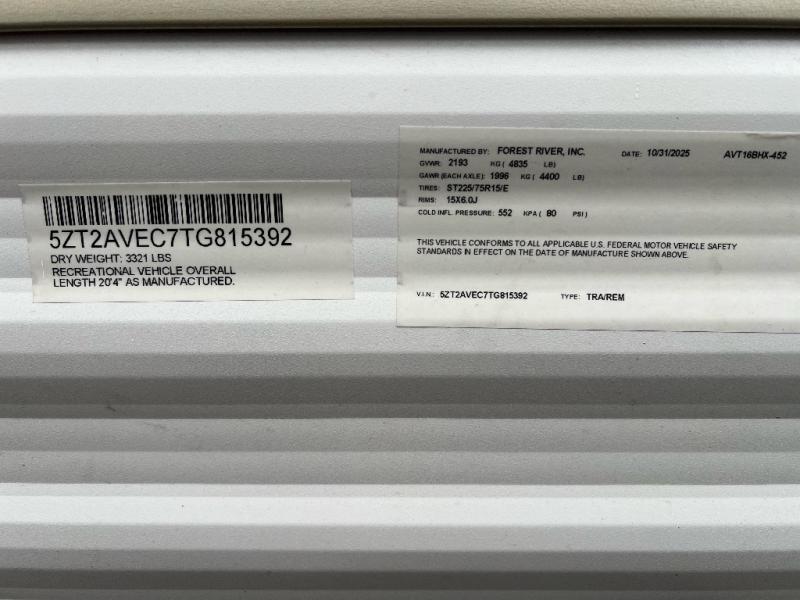 5ZT2AVEC7TG815392
DRY WEIGHT: 3321 LBS
RECREATIONAL VEHICLE OVERALL
LENGTH 20'4" AS MANUFACTURED.
MANUFACTURED BY: FOREST RIVER, INC. DATE: 10/31/2025 AVT16BHX-452
GVWR: 2193 KG ( 4835 LB)
GAWR (EACH AXLE): 1996 KG ( 4400 LB)
TIRES: ST225/75R15/E
RIMS: 15X6.0J
COLD INFL. PRESSURE: 552 KPA ( 80 PSI )
THIS VEHICLE CONFORMS TO ALL APPLICABLE U.S. FEDERAL MOTOR VEHICLE SAFETY
STANDARDS IN EFFECT ON THE DATE OF MANUFACTURE SHOWN ABOVE.
V.I.N.: 5ZT2AVEC7TG815392 TYPE: TRA/REM